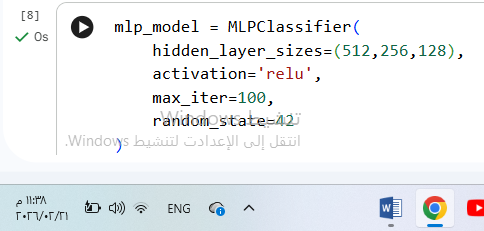 [8]
0s
mlp_model = MLPClassifier(
hidden_layer_sizes=(512,256,128),
activation='relu',
max_iter=100,
random_state=42
)
تنشيط Windows
انتقل إلى الإعدادات لتنشيط Windows.
ENG
١١:٣٨ م
٢٠٢٦/٠٢/٢١